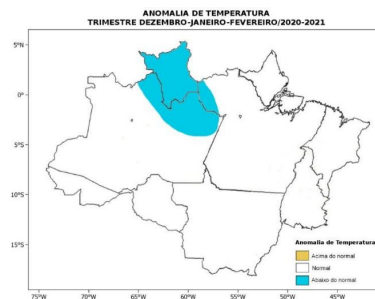 ANOMALIA DE TEMPERATURA
TRIMESTRE DEZEMBRO-JANEIRO-FEVEREIRO/2020-2021
5°N
0°
5°S
10°S
15°S
75°W
70°W
65°W
60°W
55°W
50°W
45°W
Anomalia de Temperatura
Acima do normal
Normal
Abaixo do normal